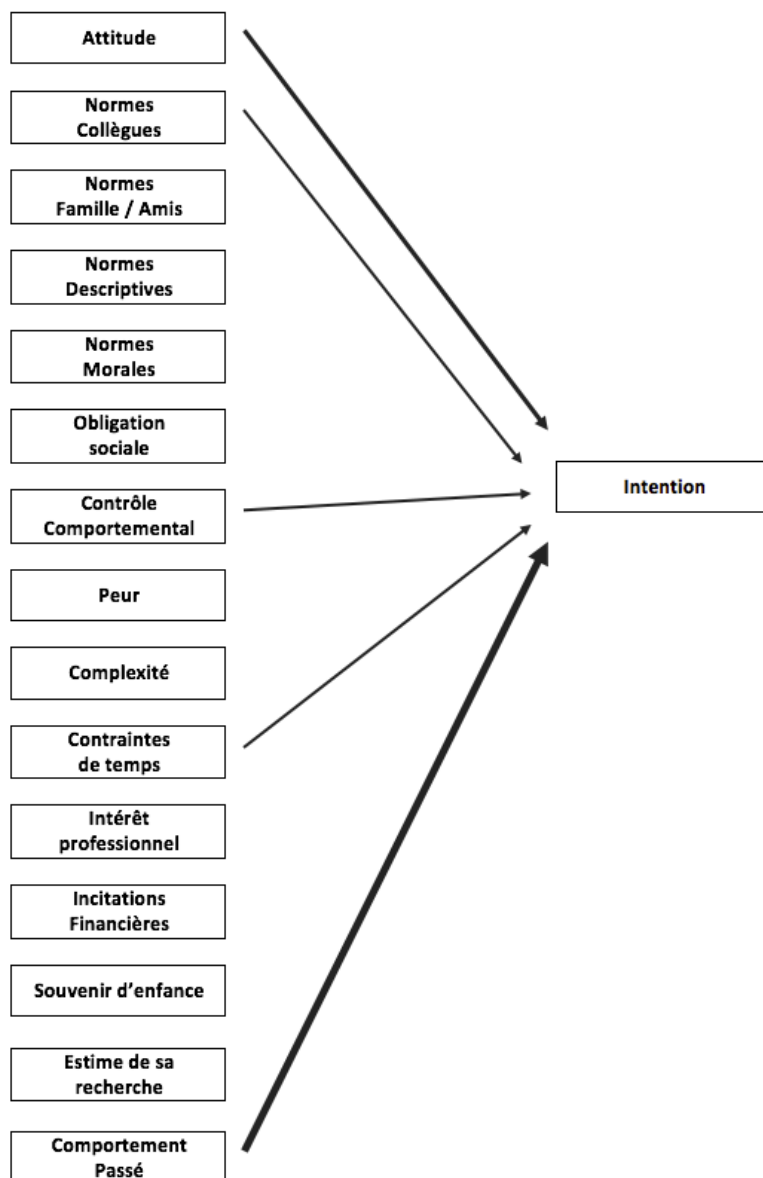 Attitude
Normes
Collègues
Normes
Famille / Amis
Normes
Descriptives
Normes
Morales
Obligation
sociale
Contrôle
Comportemental
Peur
Complexité
Contraintes
de temps
Intérêt
professionnel
Incitations
Financières
Souvenir d'enfance
Estime de sa
recherche
Comportement
Passé
Intention